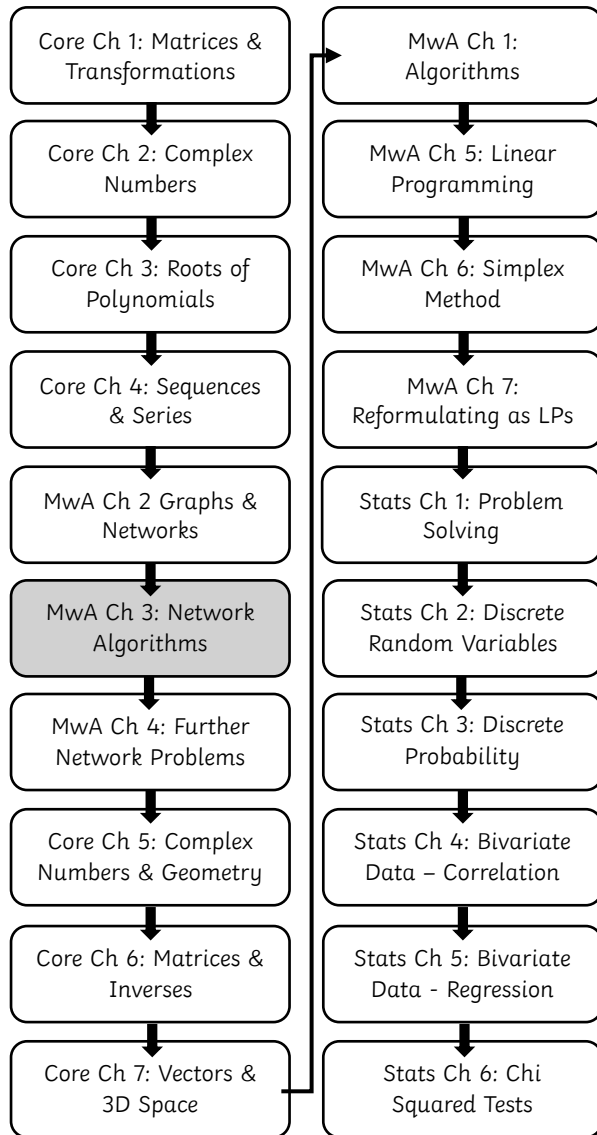 Core Ch 1: Matrices &
Transformations
Core Ch 2: Complex
Numbers
Core Ch 3: Roots of
Polynomials
Core Ch 4: Sequences
& Series
MwA Ch 2 Graphs &
Networks
MwA Ch 3: Network
Algorithms
MwA Ch 4: Further
Network Problems
Core Ch 5: Complex
Numbers & Geometry
Core Ch 6: Matrices &
Inverses
Core Ch 7: Vectors &
3D Space
MwA Ch 1:
Algorithms
MwA Ch 5: Linear
Programming
MwA Ch 6: Simplex
Method
MwA Ch 7:
Reformulating as LPs
Stats Ch 1: Problem
Solving
Stats Ch 2: Discrete
Random Variables
Stats Ch 3: Discrete
Probability
Stats Ch 4: Bivariate
Data – Correlation
Stats Ch 5: Bivariate
Data - Regression
Stats Ch 6: Chi
Squared Tests